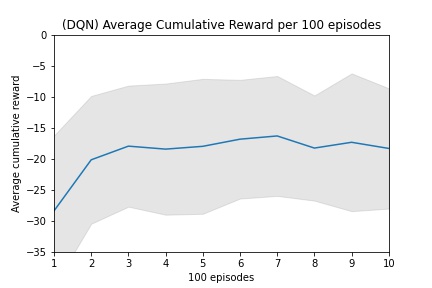 (DQN) Average Cumulative Reward per 100 episodes
Average cumulative reward
0
−5
−10
−15
−20
−25
−30
−35
1 2 3 4 5 6 7 8 9 10
100 episodes